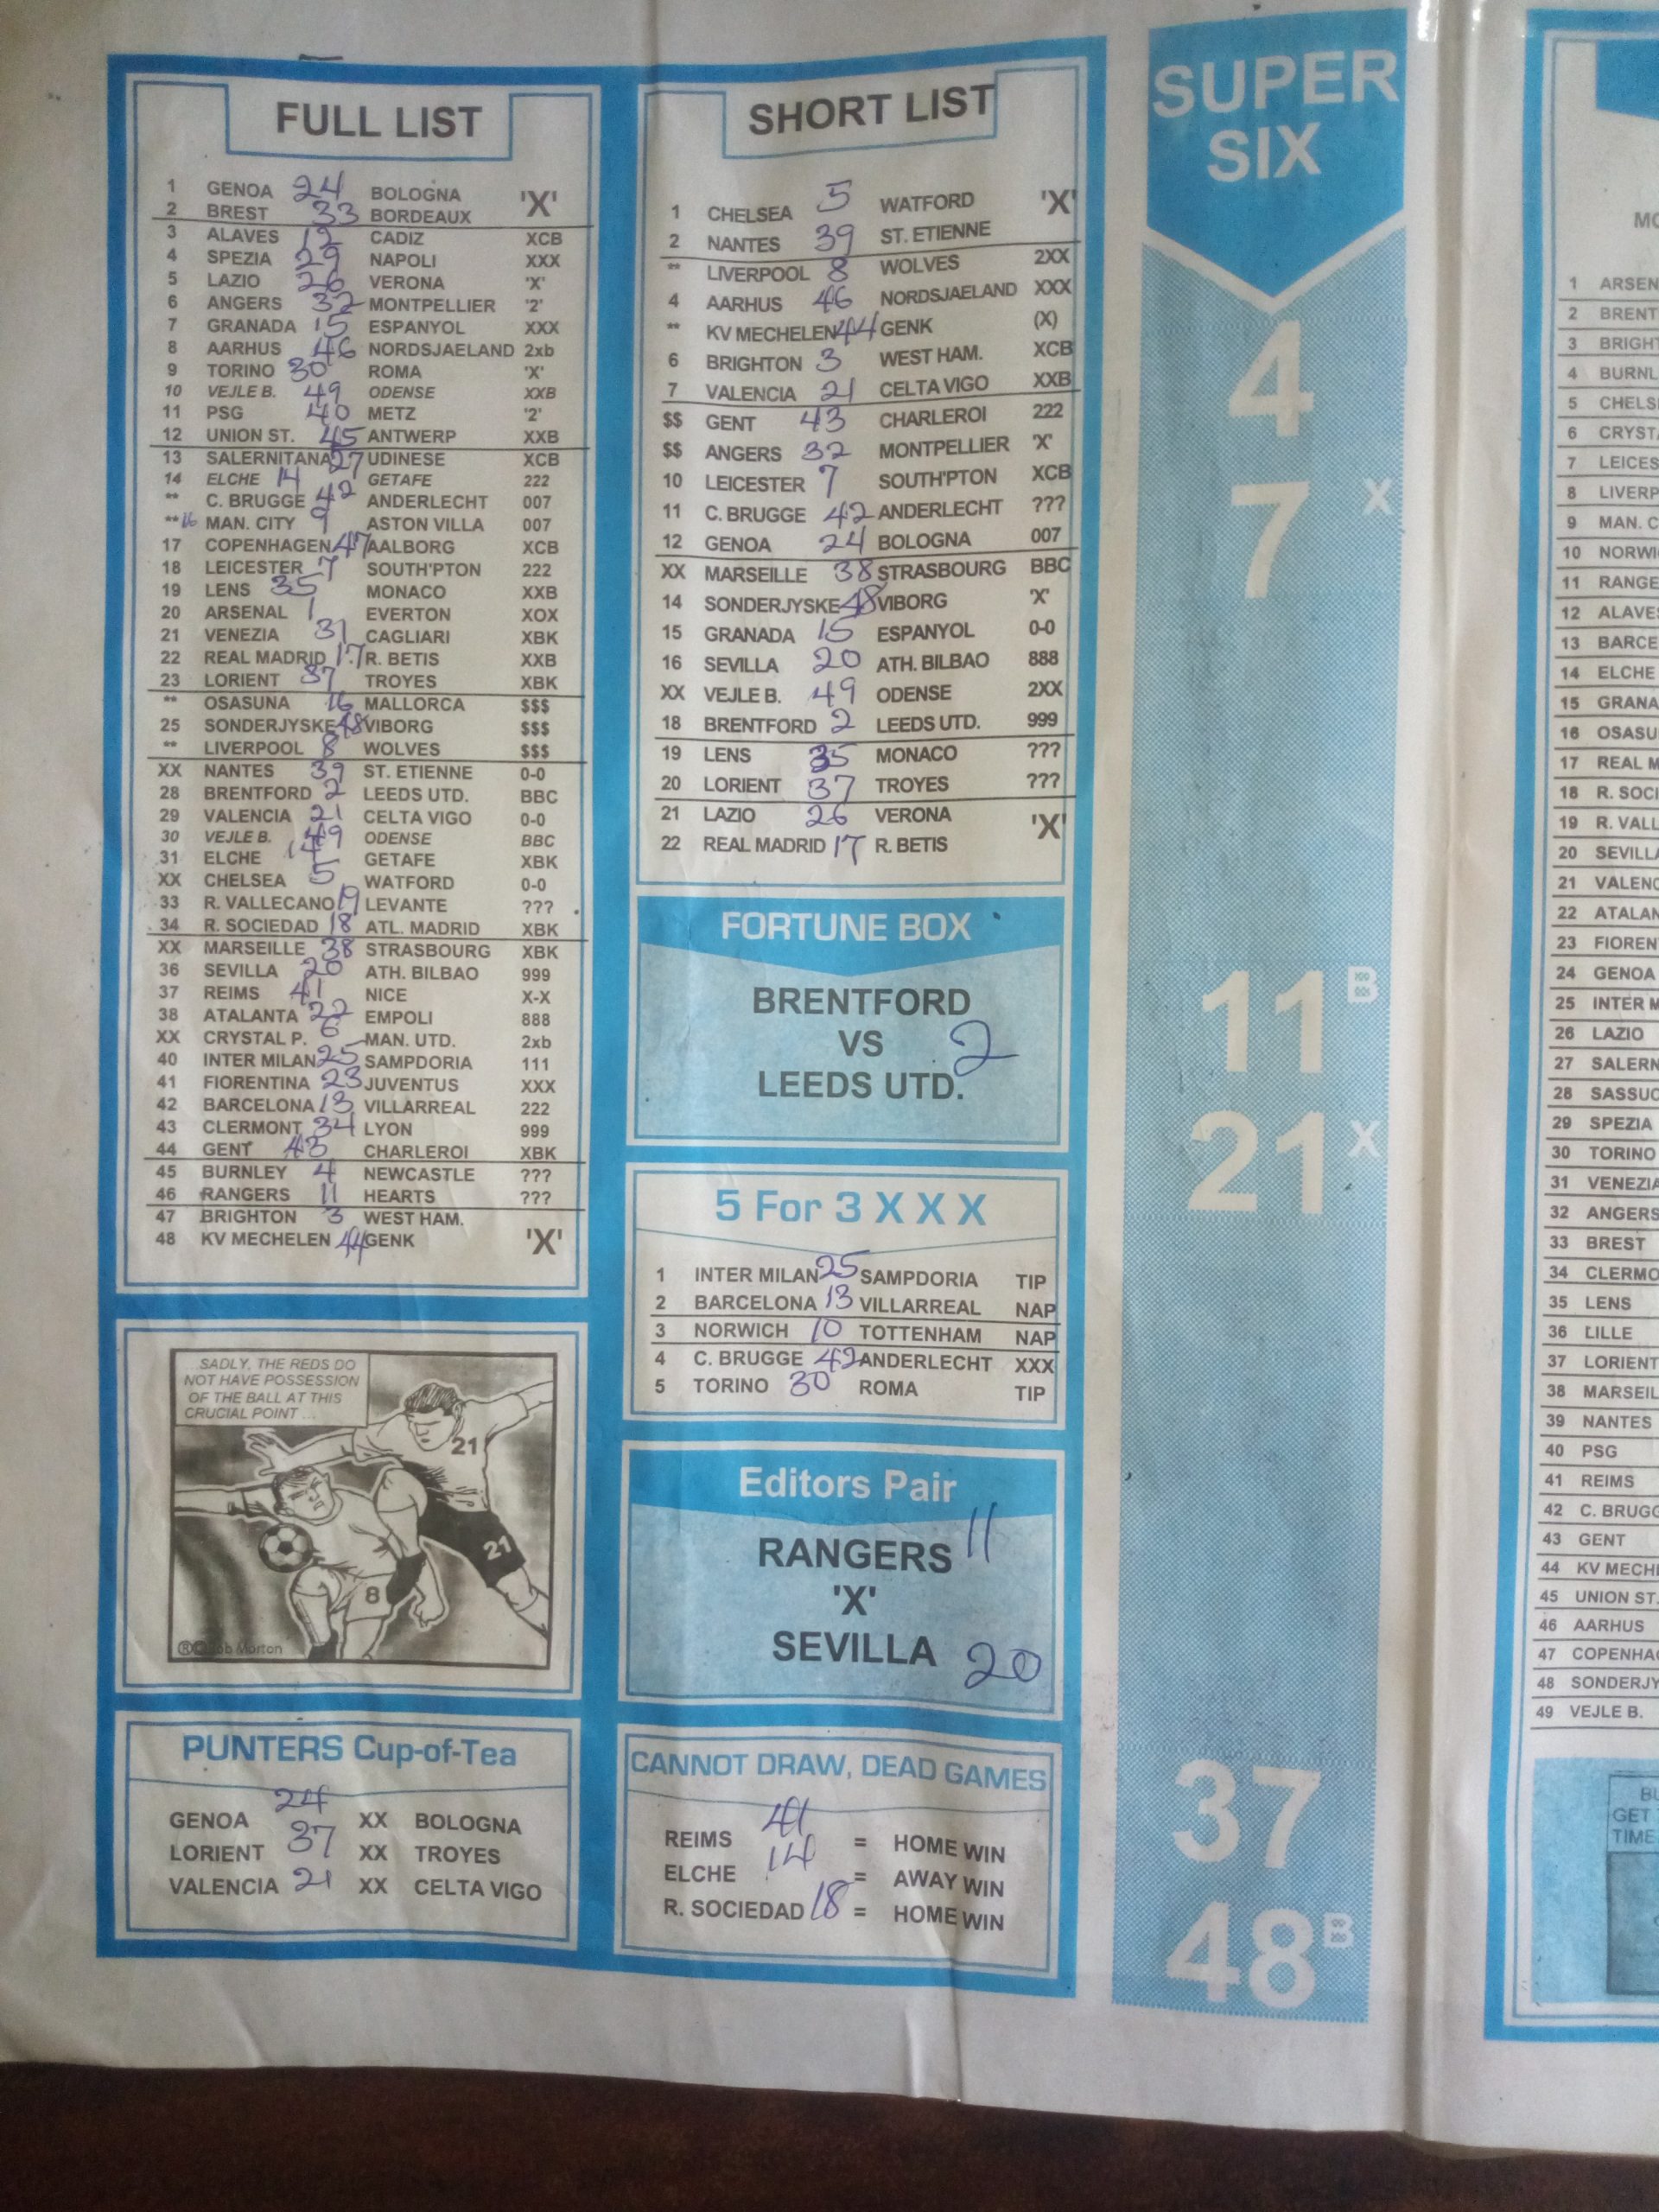 FULL LIST
1 GENOA 24 BOLOGNA 'X'
2 BREST 33 BORDEAUX
3 ALAVES 12 CADIZ XCB
4 SPEZIA 29 NAPOLI XXX
5 LAZIO 26 VERONA 'X'
6 ANGERS 32 MONTPELLIER '2'
7 GRANADA 15 ESPANYOL XXX
8 AARHUS 46 NORDSJAELAND 2xb
9 TORINO 30 ROMA 'X'
10 VEJLE B. 49 ODENSE XXB
11 PSG 40 METZ '2'
12 UNION ST. 45 ANTWERP XXB
13 SALERNITANA 27 UDINESE XCB
14 ELCHE 14 GETAFE 222
** C. BRUGGE 42 ANDERLECHT 007
** 16 MAN. CITY 9 ASTON VILLA 007
17 COPENHAGEN 47 AALBORG XCB
18 LEICESTER 7 SOUTH'PTON 222
19 LENS 35 MONACO XXB
20 ARSENAL 1 EVERTON XOX
21 VENEZIA 31 CAGLIARI XBK
22 REAL MADRID 17 R. BETIS XXB
23 LORIENT 37 TROYES XBK
** OSASUNA 16 MALLORCA $$$
25 SONDERJYSKE 48 VIBORG $$$
** LIVERPOOL 8 WOLVES $$$
XX NANTES 39 ST. ETIENNE 0-0
28 BRENTFORD 2 LEEDS UTD. BBC
29 VALENCIA 21 CELTA VIGO 0-0
30 VEJLE B. 49 ODENSE BBC
31 ELCHE 14 GETAFE XBK
XX CHELSEA 5 WATFORD 0-0
33 R. VALLECANO 19 LEVANTE ???
34 R. SOCIEDAD 18 ATL. MADRID XBK
XX MARSEILLE 38 STRASBOURG XBK
36 SEVILLA 20 ATH. BILBAO 999
37 REIMS 41 NICE X-X
38 ATALANTA 22 EMPOLI 888
XX CRYSTAL P. 6 MAN. UTD. 2xb
40 INTER MILAN 25 SAMPDORIA 111
41 FIORENTINA 23 JUVENTUS XXX
42 BARCELONA 13 VILLARREAL 222
43 CLERMONT 34 LYON 999
44 GENT 43 CHARLEROI XBK
45 BURNLEY 4 NEWCASTLE ???
46 RANGERS 11 HEARTS ???
47 BRIGHTON 3 WEST HAM.
48 KV MECHELEN 44 GENK 'X'
SADLY, THE REDS DO
NOT HAVE POSSESSION
OF THE BALL AT THIS
CRUCIAL POINT ...
21
21
8
Morton
PUNTERS Cup-of-Tea
GENOA 24 XX BOLOGNA
LORIENT 37 XX TROYES
VALENCIA 21 XX CELTA VIGO
SHORT LIST
1 CHELSEA 5 WATFORD 'X'
2 NANTES 39 ST. ETIENNE
** LIVERPOOL 8 WOLVES 2XX
4 AARHUS 46 NORDSJAELAND XXX
** KV MECHELEN 44 GENK (X)
6 BRIGHTON 3 WEST HAM. XCB
7 VALENCIA 21 CELTA VIGO XXB
$$ GENT 43 CHARLEROI 222
$$ ANGERS 32 MONTPELLIER 'X'
10 LEICESTER 7 SOUTH'PTON XCB
11 C. BRUGGE 42 ANDERLECHT ???
12 GENOA 24 BOLOGNA 007
XX MARSEILLE 38 STRASBOURG BBC
14 SONDERJYSKE 48 VIBORG 'X'
15 GRANADA 15 ESPANYOL 0-0
16 SEVILLA 20 ATH. BILBAO 888
XX VEJLE B. 49 ODENSE 2XX
18 BRENTFORD 2 LEEDS UTD. 999
19 LENS 35 MONACO ???
20 LORIENT 37 TROYES ???
21 LAZIO 26 VERONA 'X'
22 REAL MADRID 17 R. BETIS
FORTUNE BOX
BRENTFORD
VS 2
LEEDS UTD.
5 For 3 X X X
1 INTER MILAN 25 SAMPDORIA TIP
2 BARCELONA 13 VILLARREAL NAP
3 NORWICH 10 TOTTENHAM NAP
4 C. BRUGGE 42 ANDERLECHT XXX
5 TORINO 30 ROMA TIP
Editors Pair
RANGERS 11
'X'
SEVILLA 20
CANNOT DRAW, DEAD GAMES
REIMS 41 = HOME WIN
ELCHE 14 = AWAY WIN
R. SOCIEDAD 18 = HOME WIN
SUPER
SIX
4
7 X
11 B
21 X
37
48 B
1 ARSEN
2 BRENT
3 BRIGH
4 BURNL
5 CHELS
6 CRYST
7 LEICES
8 LIVERP
9 MAN. C
10 NORWI
11 RANGE
12 ALAVE
13 BARCE
14 ELCHE
15 GRANA
16 OSASU
17 REAL M
18 R. SOCI
19 R. VALL
20 SEVILL
21 VALENC
22 ATALAN
23 FIOREN
24 GENOA
25 INTER M
26 LAZIO
27 SALERN
28 SASSUO
29 SPEZIA
30 TORINO
31 VENEZIA
32 ANGERS
33 BREST
34 CLERMO
35 LENS
36 LILLE
37 LORIENT
38 MARSEIL
39 NANTES
40 PSG
41 REIMS
42 C. BRUGG
43 GENT
44 KV MECH
45 UNION ST.
46 AARHUS
47 COPENHA
48 SONDERJY
49 VEJLE B.
GET
TIME